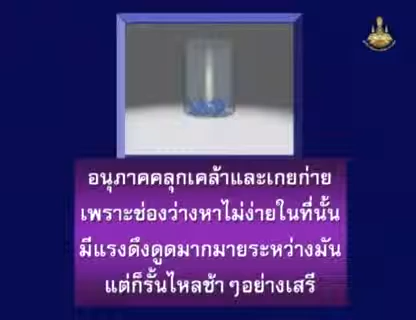 อนุภาคคลุกเคล้าและเกยก่าย
เพราะช่องว่างหาไม่ง่ายในที่นั้น
มีแรงดึงดูดมากมายระหว่างมัน
แต่ก็รั้นไหลช้าๆอย่างเสรี